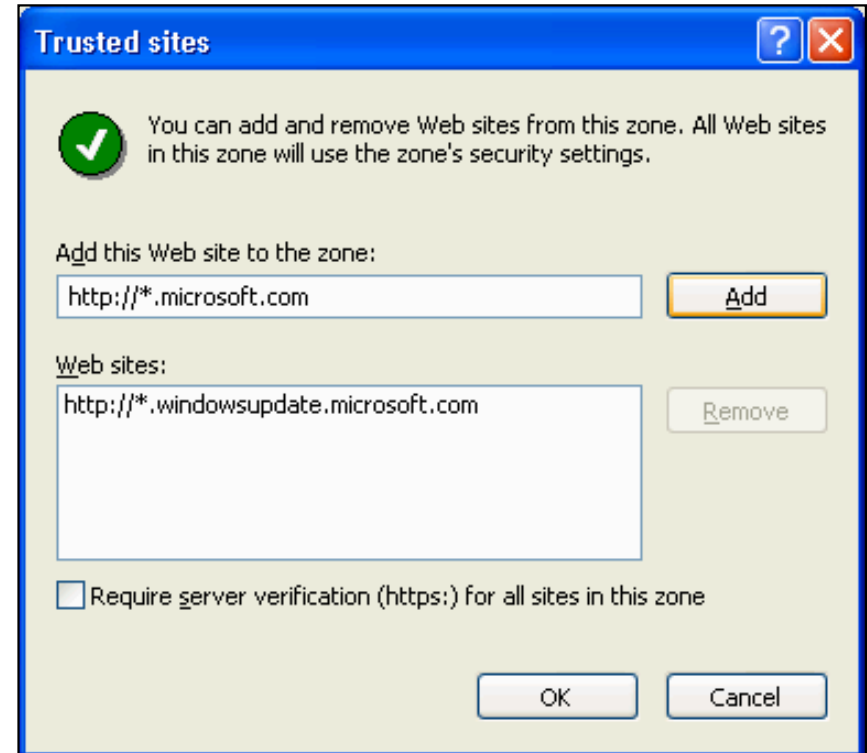 Trusted sites
You can add and remove Web sites from this zone. All Web sites
in this zone will use the zone's security settings.
Add this Web site to the zone:
http://*.microsoft.com
Add
Web sites:
http://*.windowsupdate.microsoft.com
Remove
Require server verification (https:) for all sites in this zone
OK
Cancel